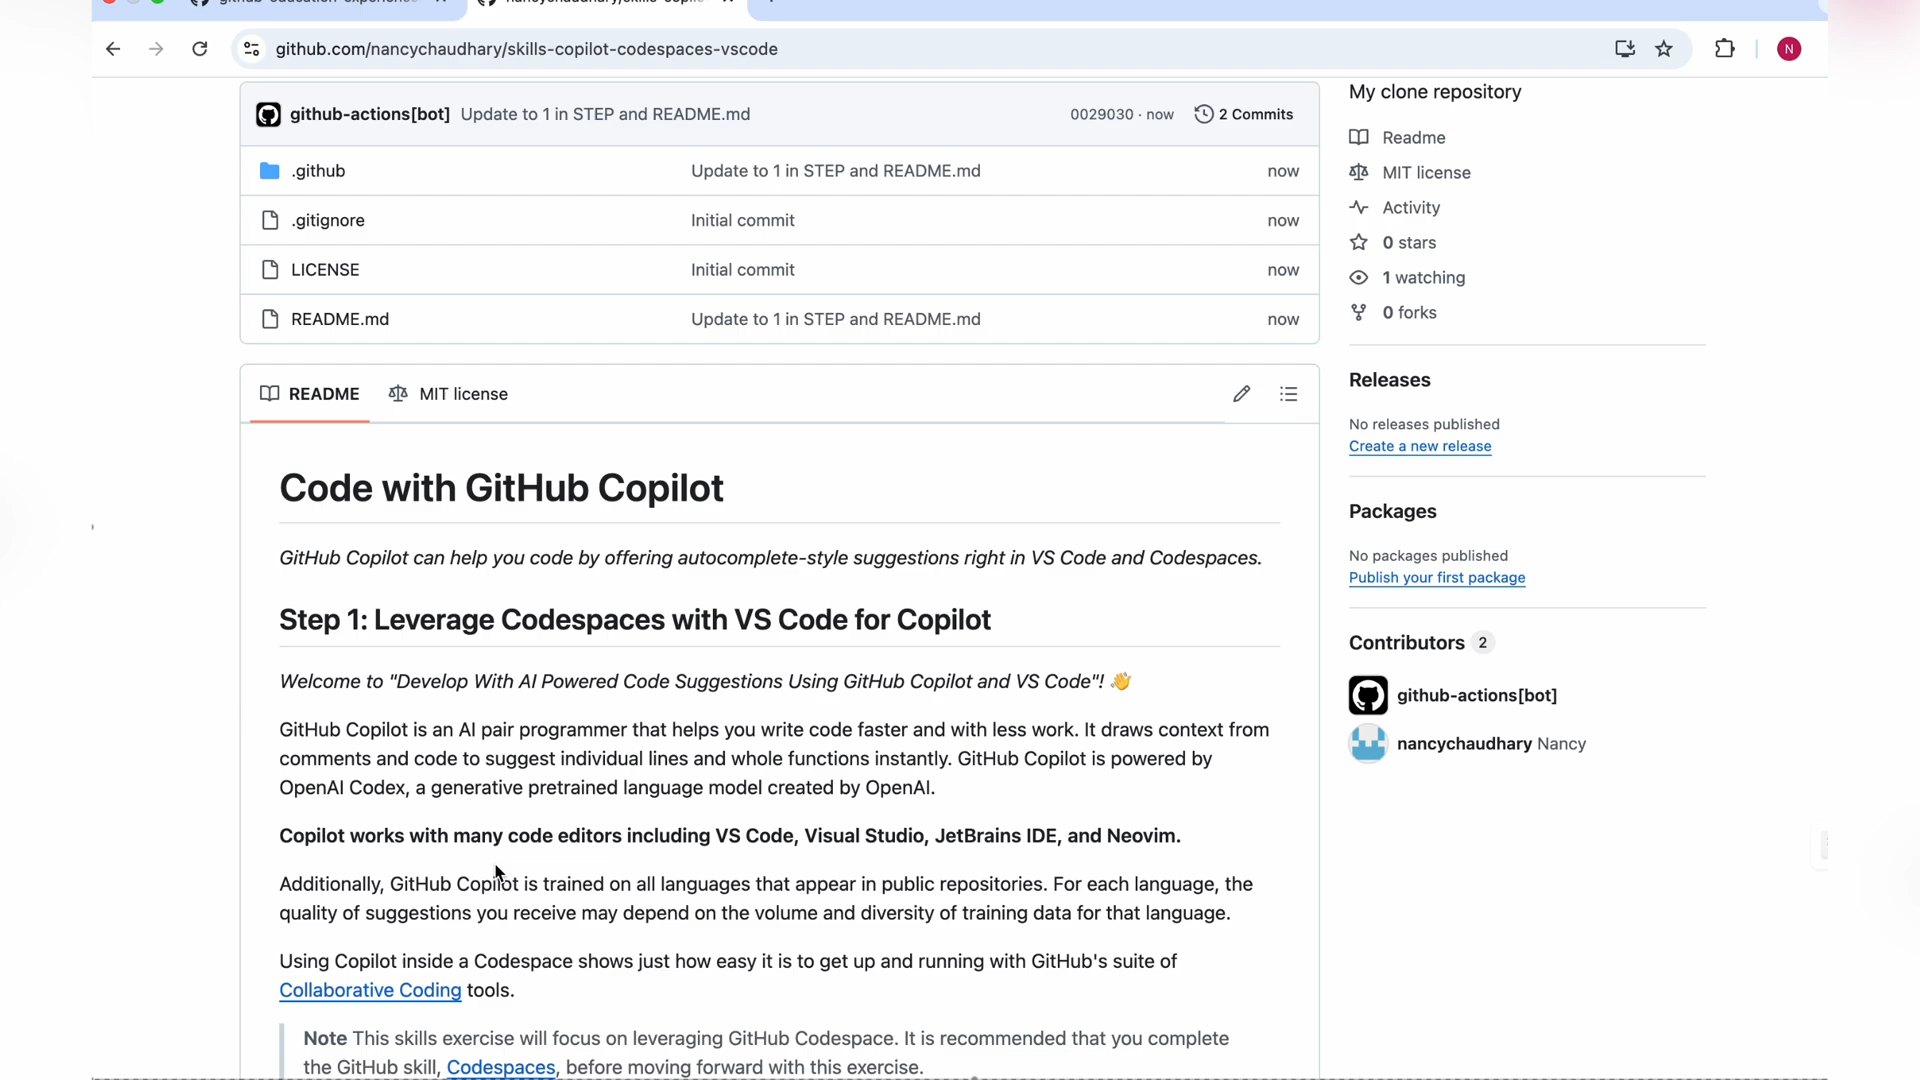 github.com/nancychaudhary/skills-copilot-codespaces-vscode
N
github-actions[bot] Update to 1 in STEP and README.md 0029030 · now 2 Commits
.github Update to 1 in STEP and README.md now
.gitignore Initial commit now
LICENSE Initial commit now
README.md Update to 1 in STEP and README.md now
README MIT license
Code with GitHub Copilot
GitHub Copilot can help you code by offering autocomplete-style suggestions right in VS Code and Codespaces.
Step 1: Leverage Codespaces with VS Code for Copilot
Welcome to "Develop With AI Powered Code Suggestions Using GitHub Copilot and VS Code"! 👋
GitHub Copilot is an AI pair programmer that helps you write code faster and with less work. It draws context from
comments and code to suggest individual lines and whole functions instantly. GitHub Copilot is powered by
OpenAI Codex, a generative pretrained language model created by OpenAI.
Copilot works with many code editors including VS Code, Visual Studio, JetBrains IDE, and Neovim.
Additionally, GitHub Copilot is trained on all languages that appear in public repositories. For each language, the
quality of suggestions you receive may depend on the volume and diversity of training data for that language.
Using Copilot inside a Codespace shows just how easy it is to get up and running with GitHub's suite of
Collaborative Coding tools.
Note This skills exercise will focus on leveraging GitHub Codespace. It is recommended that you complete
the GitHub skill, Codespaces, before moving forward with this exercise.
My clone repository
Readme
MIT license
Activity
0 stars
1 watching
0 forks
Releases
No releases published
Create a new release
Packages
No packages published
Publish your first package
Contributors 2
github-actions[bot]
nancychaudhary Nancy